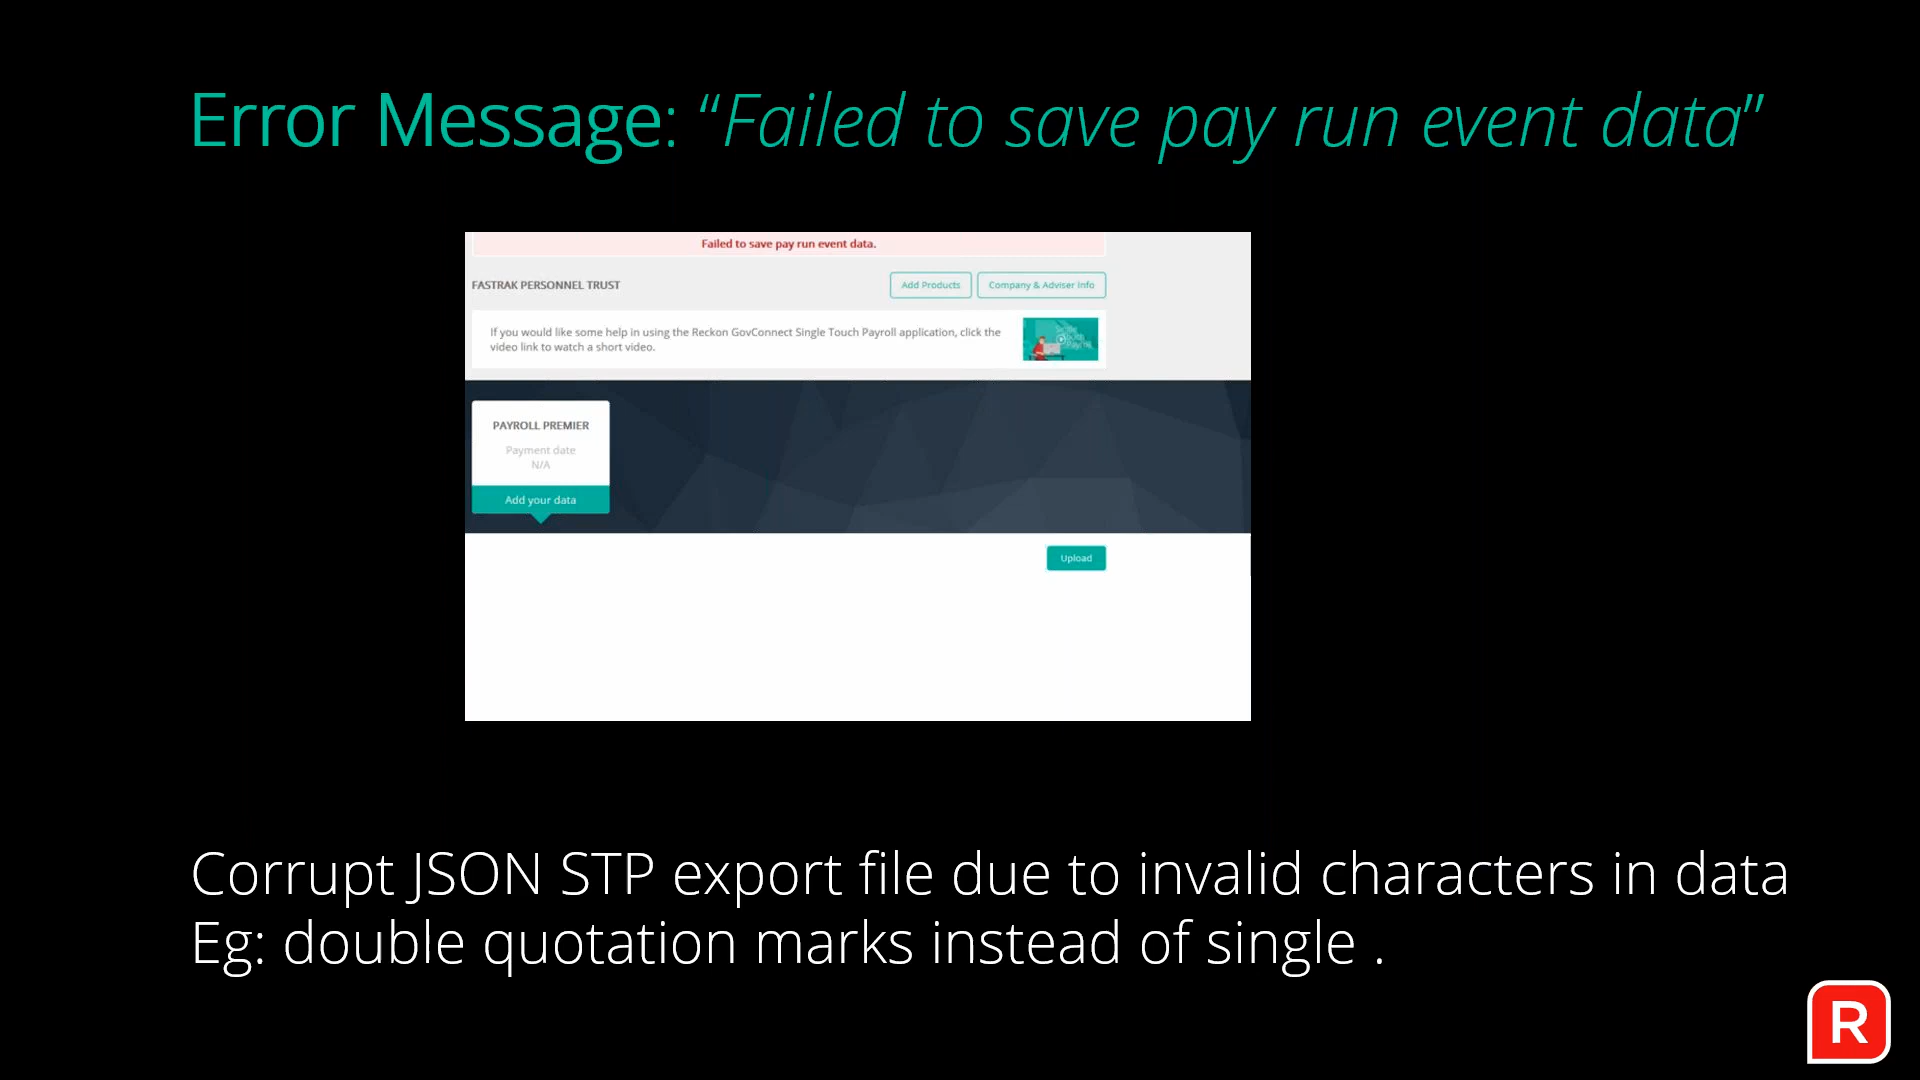 Error Message: “Failed to save pay run event data”
Failed to save pay run event data.
FASTRAK PERSONNEL TRUST
Add Products
Company & Adviser Info
If you would like some help in using the Reckon GovConnect Single Touch Payroll application, click the
video link to watch a short video.
Single
Touch
Payroll
PAYROLL PREMIER
Payment date
N/A
Add your data
Upload
Corrupt JSON STP export file due to invalid characters in data
Eg: double quotation marks instead of single .
R